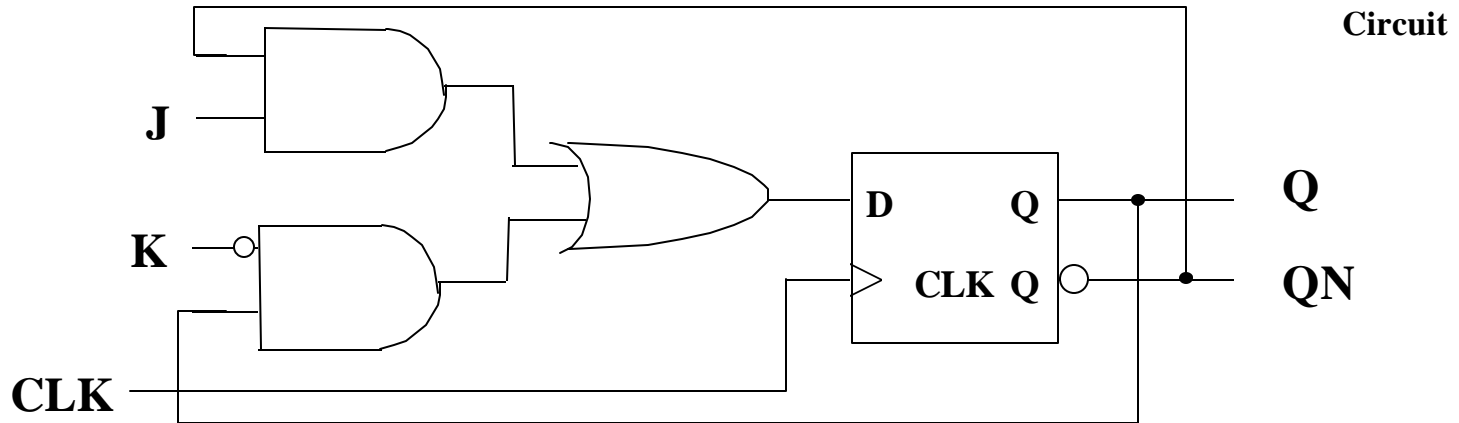 Circuit
J
D Q Q
K
CLK Q QN
CLK